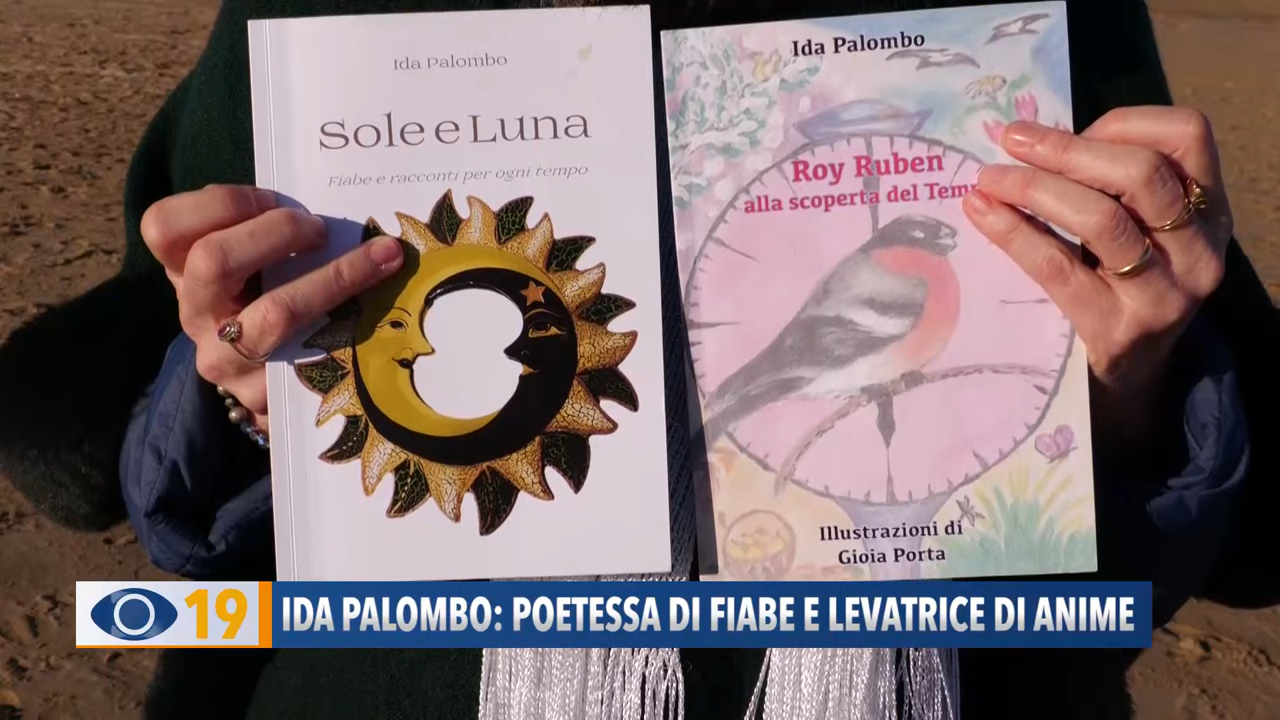 Ida Palombo
Sole e Luna
Fiabe e racconti per ogni tempo
Ida Palombo
Roy Ruben
alla scoperta del
Illustrazioni di
Gioia Porta
19 IDA PALOMBO: POETESSA DI FIABE E LEVATRICE DI ANIME